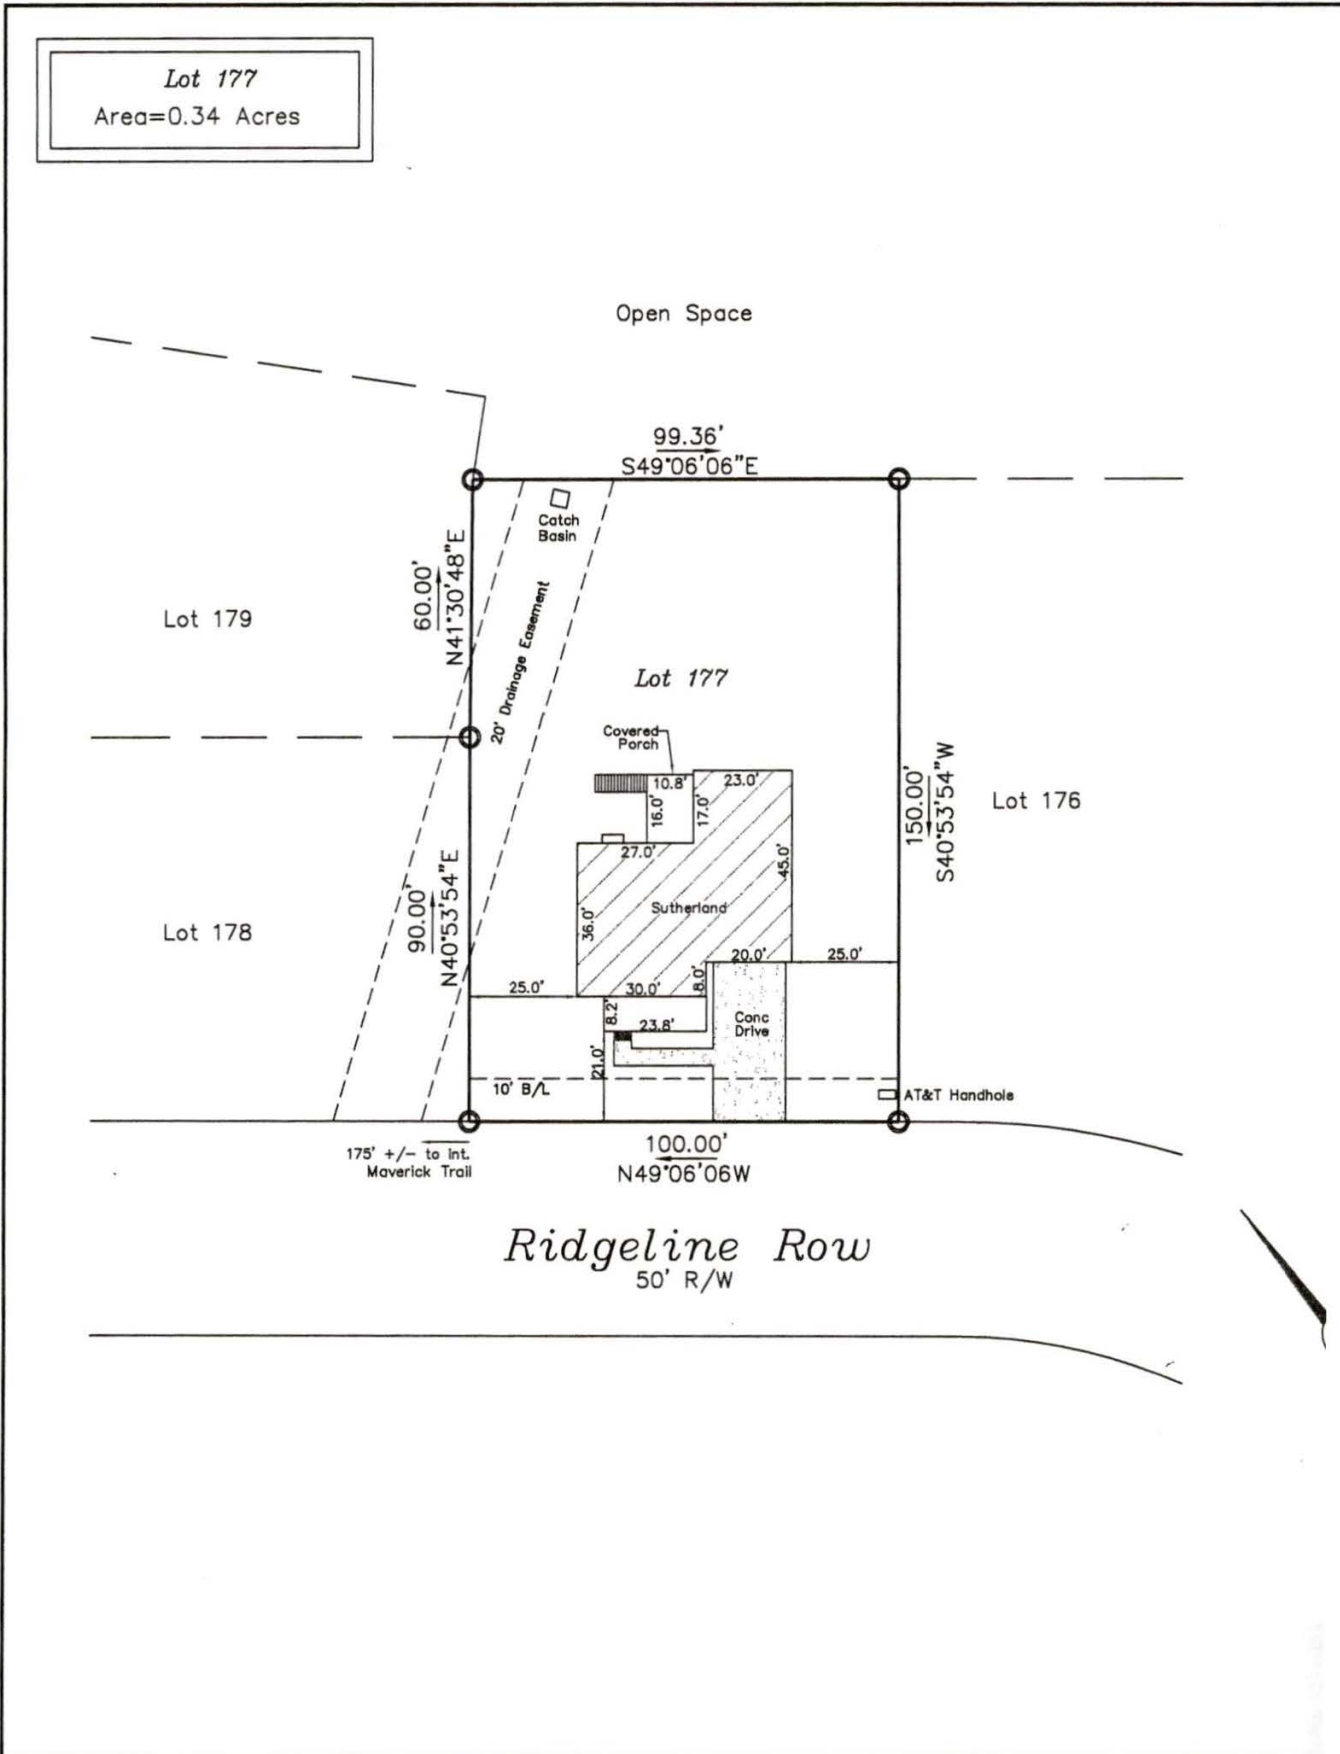 Lot 177
Area=0.34 Acres
Open Space
99.36'
S49°06'06"E
Catch
Basin
60.00'
N41°30'48"E
20' Drainage Easement
Lot 179
Lot 177
Covered
Porch
10.8'
23.0'
16.0'
17.0'
27.0'
45.0'
150.00'
S40°53'54"W
Lot 176
90.00'
N40°53'54"E
Lot 178
36.0'
Sutherland
20.0'
25.0'
25.0'
30.0'
8.0'
8.2'
23.8'
Conc
Drive
21.0'
10' B/L
AT&T Handhole
175' +/- to Int.
Maverick Trail
100.00'
N49°06'06W
Ridgeline Row
50' R/W